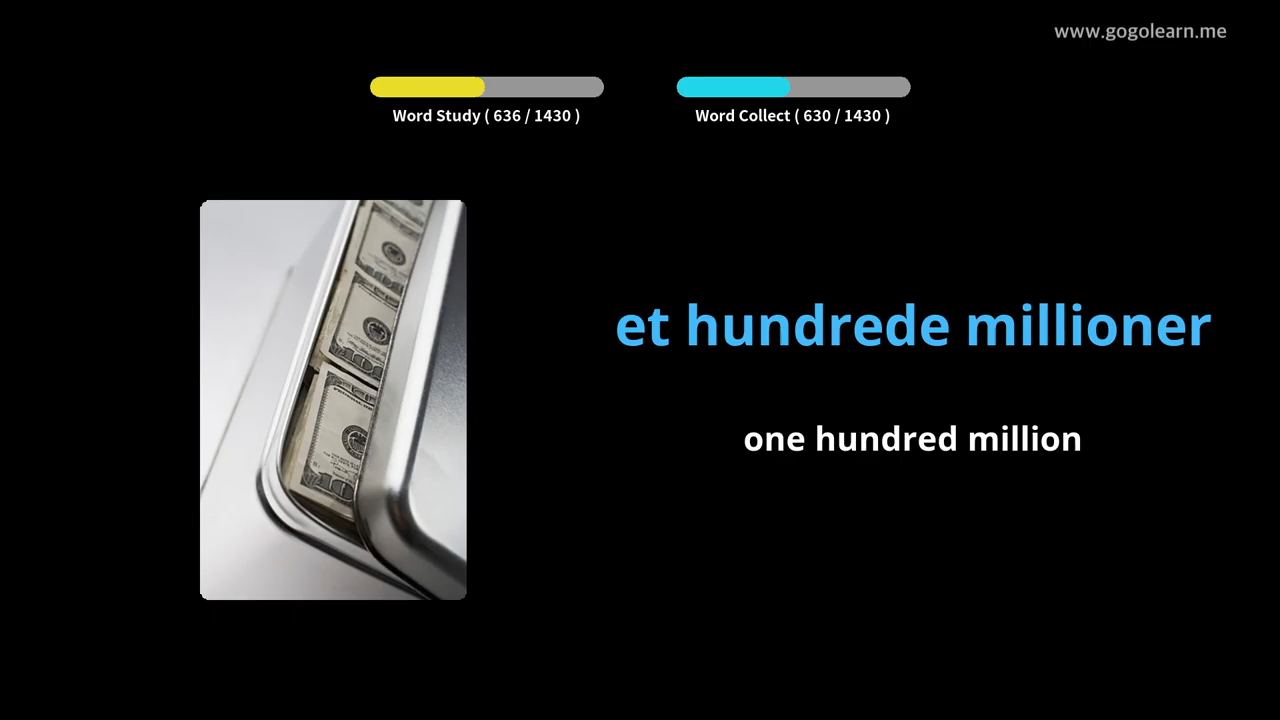 www.gogolearn.me
Word Study ( 636 / 1430 )
Word Collect ( 630 / 1430 )
et hundrede millioner
one hundred million